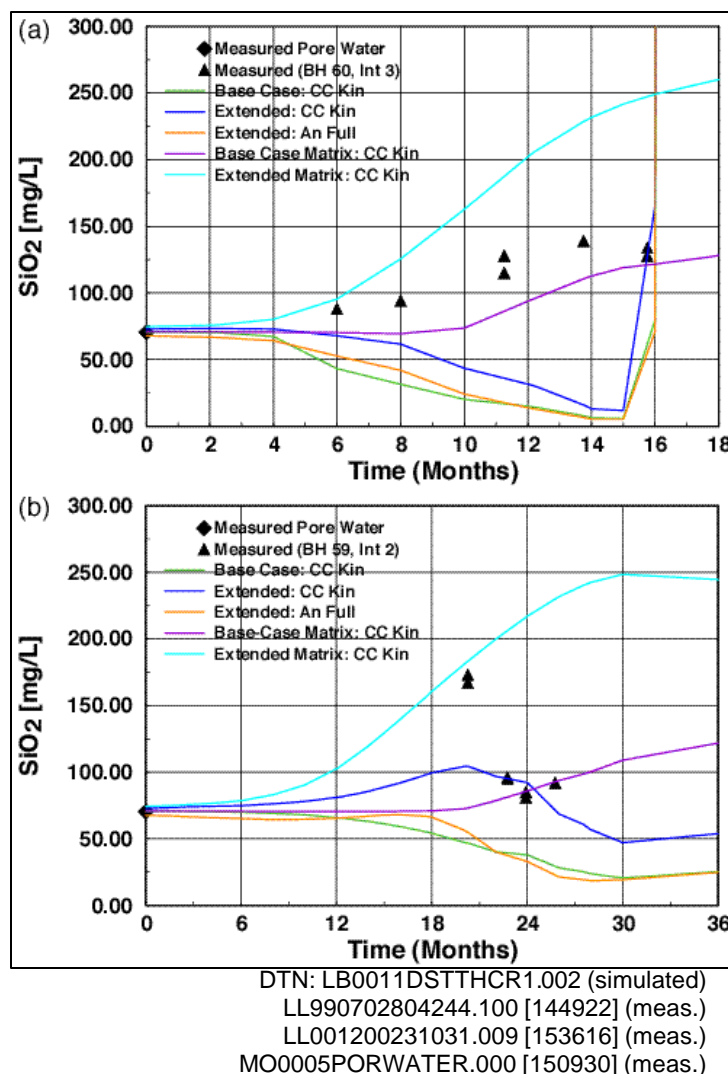 (a)
300.00
250.00
200.00
150.00
100.00
50.00
0.00
SiO2 [mg/L]
Measured Pore Water
Measured (BH 60, Int 3)
Base Case: CC Kin
Extended: CC Kin
Extended: An Full
Base Case Matrix: CC Kin
Extended Matrix: CC Kin
0 2 4 6 8 10 12 14 16 18
Time (Months)
(b)
300.00
250.00
200.00
150.00
100.00
50.00
0.00
SiO2 [mg/L]
Measured Pore Water
Measured (BH 59, Int 2)
Base Case: CC Kin
Extended: CC Kin
Extended: An Full
Base-Case Matrix: CC Kin
Extended Matrix: CC Kin
0 6 12 18 24 30 36
Time (Months)
DTN: LB0011DSTTHCR1.002 (simulated)
LL990702804244.100 [144922] (meas.)
LL001200231031.009 [153616] (meas.)
MO0005PORWATER.000 [150930] (meas.)